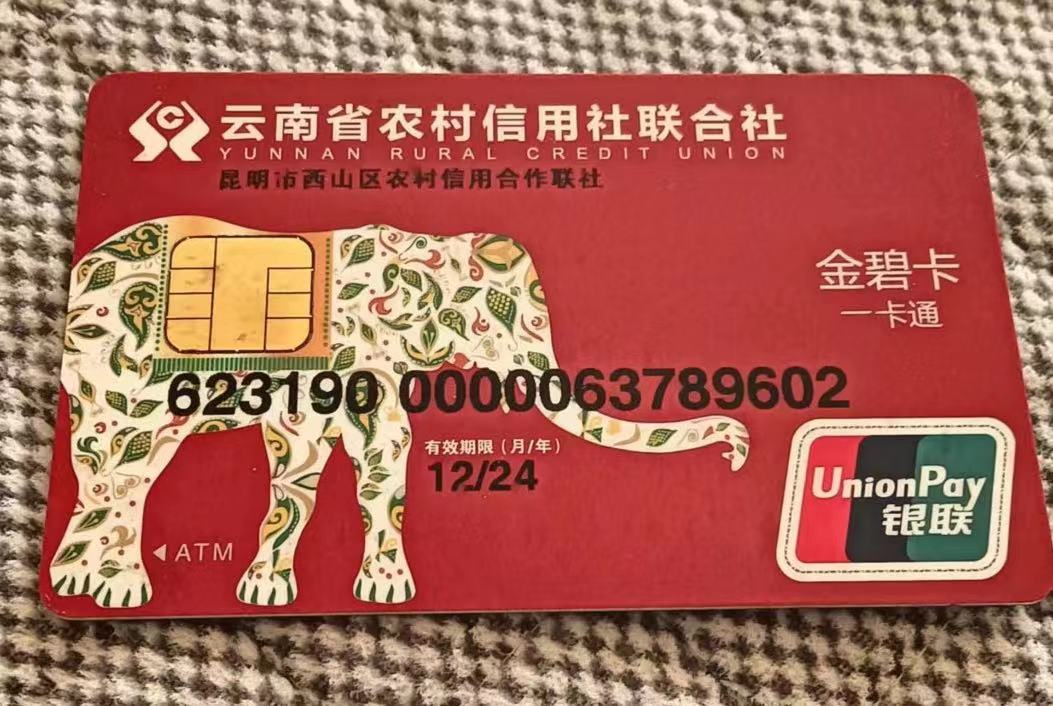 云南省农村信用社联合社
YUNNAN RURAL CREDIT UNION
昆明市西山区农村信用合作联社
金碧卡
一卡通
623190 0000063789602
有效期限（月/年）
12/24
ATM
UnionPay
银联